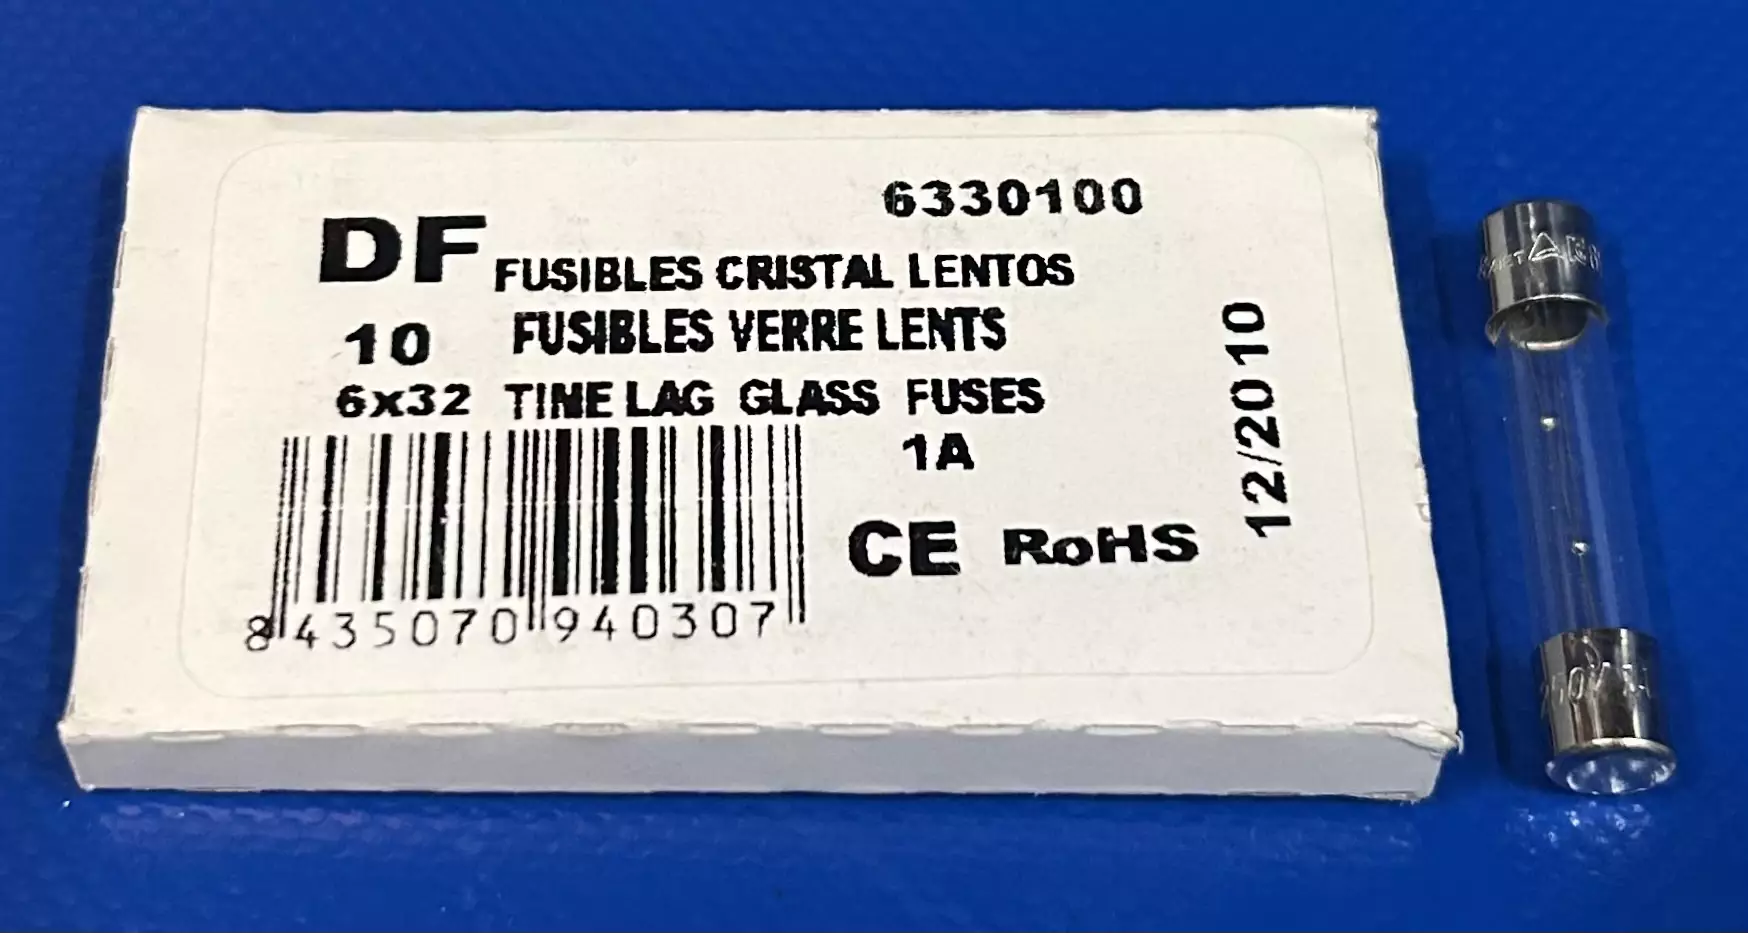 6330100
DF FUSIBLES CRISTAL LENTOS
10 FUSIBLES VERRE LENTS
6x32 TIME LAG GLASS FUSES
1A
CE RoHS
12/2010
8 435070 940307